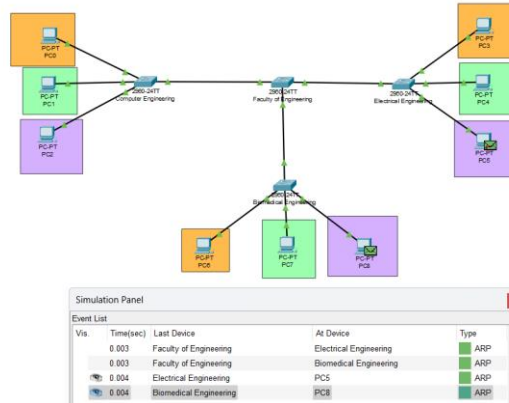 PC-PT
PC0
PC-PT
PC1
PC-PT
PC2
2960-24TT
Computer Engineering
2960-24TT
Faculty of Engineering
2960-24TT
Electrical Engineering
PC-PT
PC3
PC-PT
PC4
PC-PT
PC5
2960-24TT
Biomedical Engineering
PC-PT
PC6
PC-PT
PC7
PC-PT
PC8
Simulation Panel
Event List
Vis. Time(sec) Last Device At Device Type
0.003 Faculty of Engineering Electrical Engineering ARP
0.003 Faculty of Engineering Biomedical Engineering ARP
0.004 Electrical Engineering PC5 ARP
0.004 Biomedical Engineering PC8 ARP